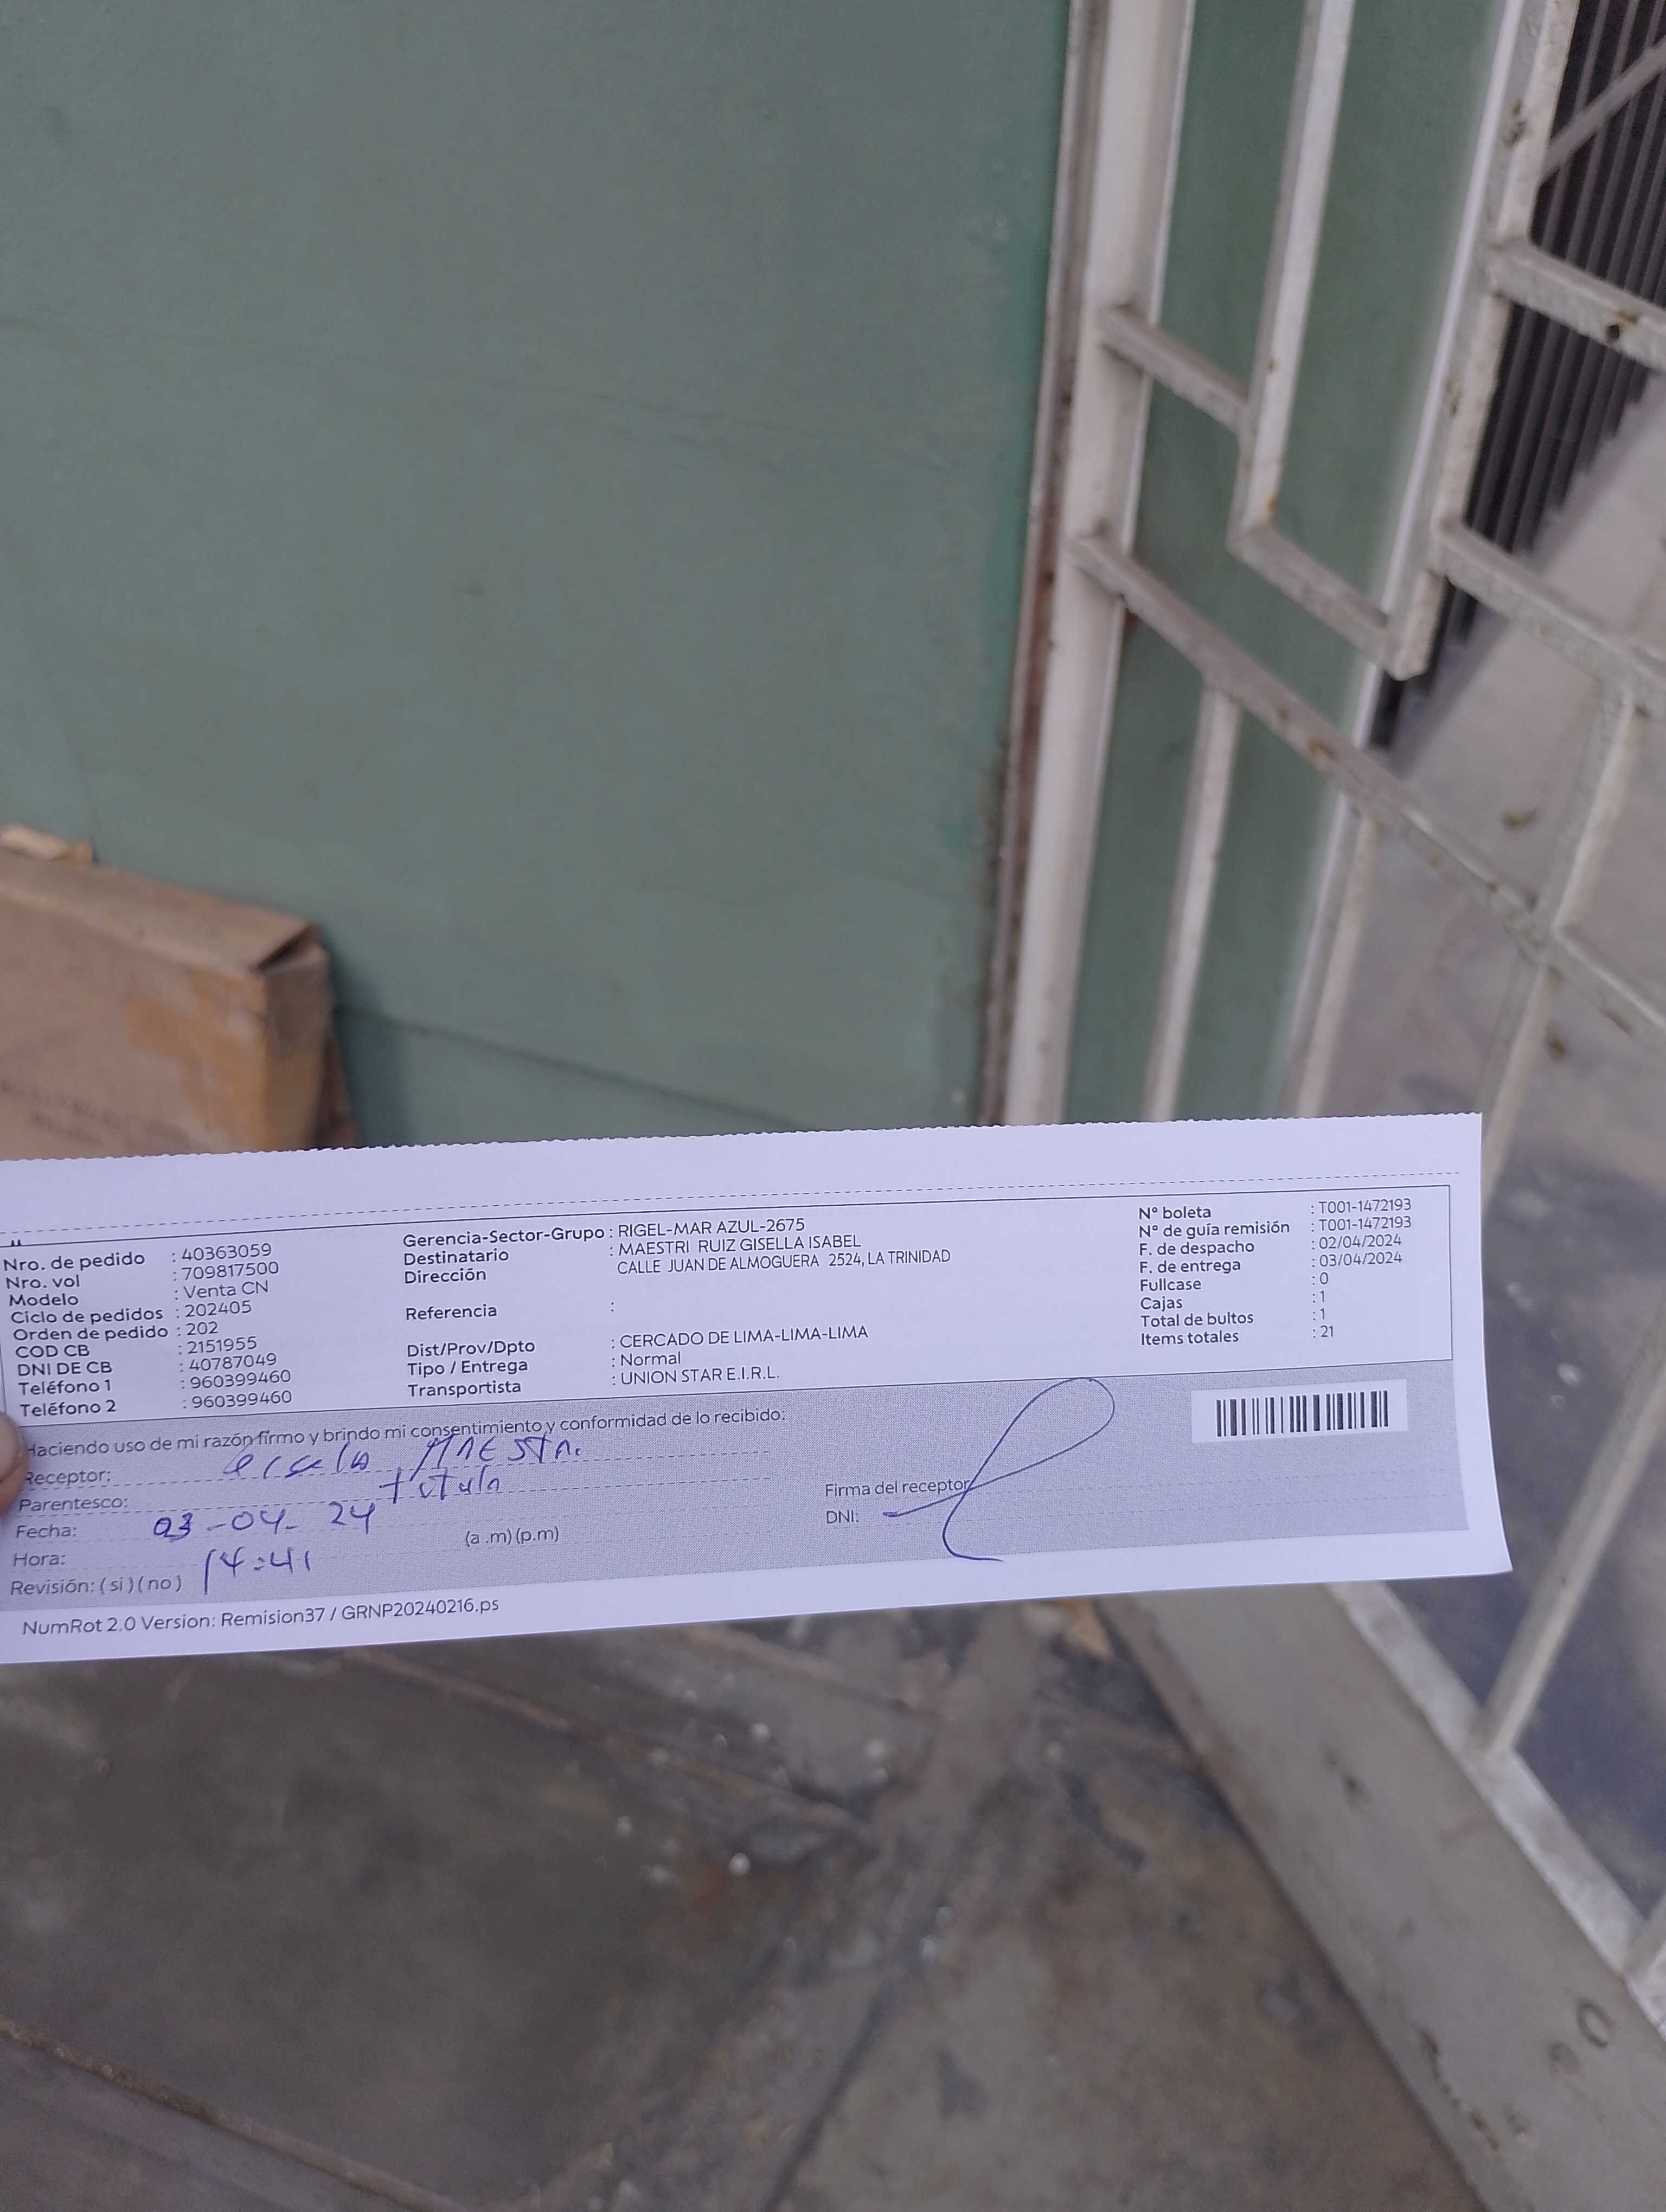 Nro. de pedido : 40363059
Nro. vol : 709817500
Modelo : Venta CN
Ciclo de pedidos : 202405
Orden de pedido : 202
COD CB : 2151955
DNI DE CB : 40787049
Teléfono 1 : 960399460
Teléfono 2 : 960399460
Gerencia-Sector-Grupo : RIGEL-MAR AZUL-2675
Destinatario : MAESTRI RUIZ GISELLA ISABEL
Dirección CALLE JUAN DE ALMOGUERA 2524, LA TRINIDAD
Referencia :
Dist/Prov/Dpto : CERCADO DE LIMA-LIMA-LIMA
Tipo / Entrega : Normal
Transportista : UNION STAR E.I.R.L.
N° boleta : T001-1472193
N° de guía remisión : T001-1472193
F. de despacho : 02/04/2024
F. de entrega : 03/04/2024
Fullcase : 0
Cajas : 1
Total de bultos : 1
Items totales : 21
Haciendo uso de mi razón firmo y brindo mi consentimiento y conformidad de lo recibido:
Receptor:
Parentesco: titula
Fecha: 03-04-24
Hora: 14:41 (a .m) (p.m)
Revisión: ( si ) ( no )
Firma del receptor
DNI:
NumRot 2.0 Version: Remision37 / GRNP20240216.ps